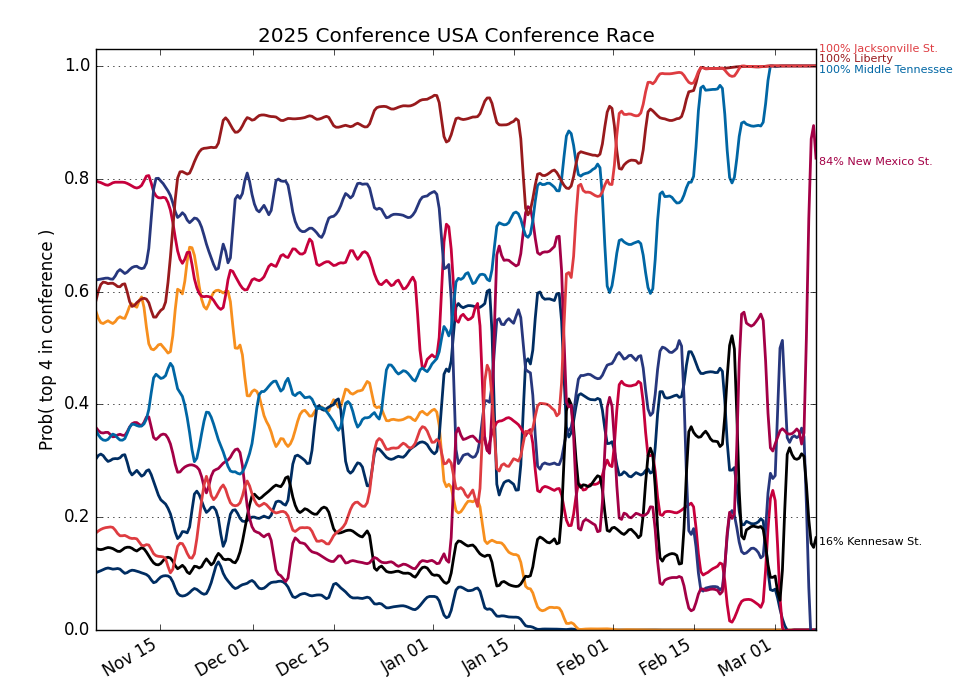 2025 Conference USA Conference Race
100% Jacksonville St.
100% Liberty
100% Middle Tennessee
84% New Mexico St.
16% Kennesaw St.
Prob( top 4 in conference )
1.0
0.8
0.6
0.4
0.2
0.0
Nov 15
Dec 01
Dec 15
Jan 01
Jan 15
Feb 01
Feb 15
Mar 01